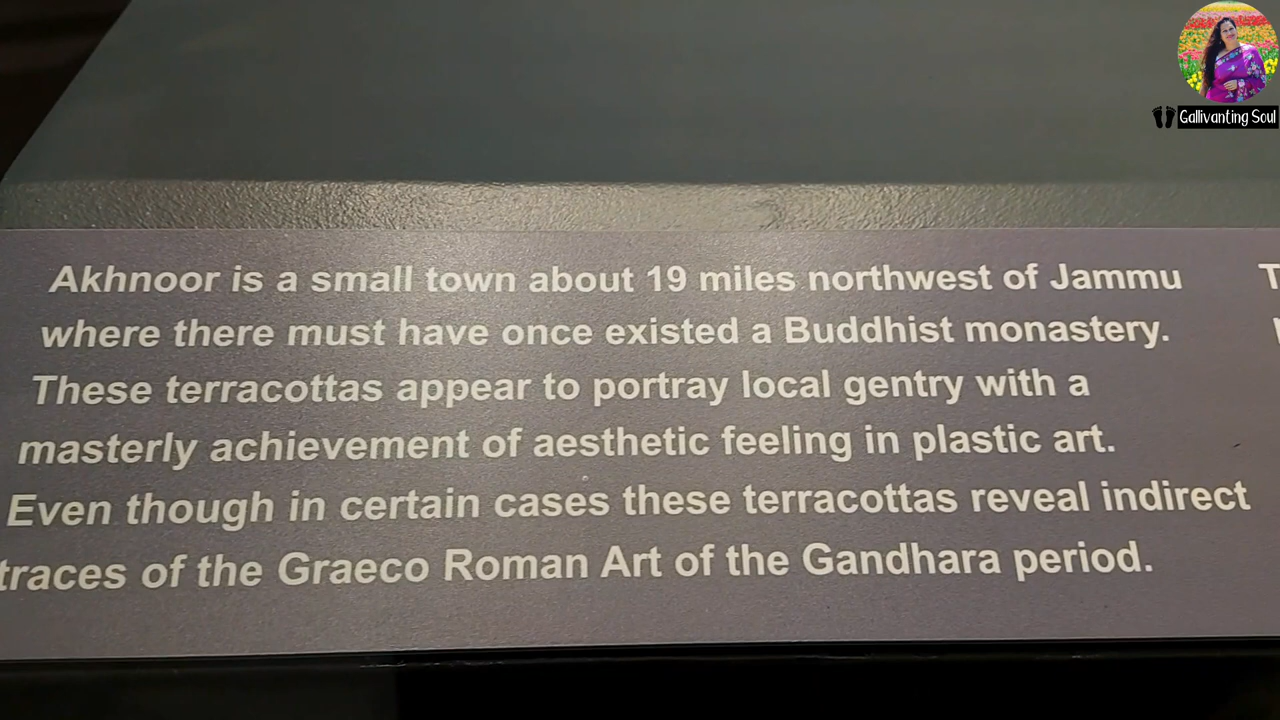 Gallivanting Soul
Akhnoor is a small town about 19 miles northwest of Jammu
where there must have once existed a Buddhist monastery.
These terracottas appear to portray local gentry with a
masterly achievement of aesthetic feeling in plastic art.
Even though in certain cases these terracottas reveal indirect
traces of the Graeco Roman Art of the Gandhara period.